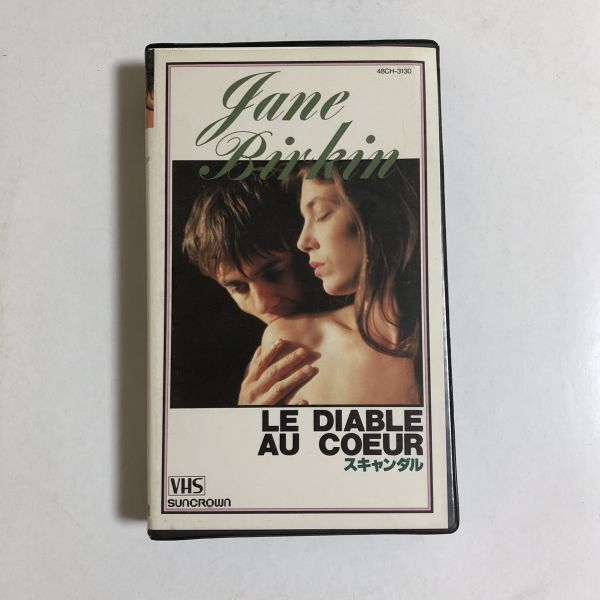 48CH-3130
Jane
Birkin
LE DIABLE
AU COEUR
スキャンダル
VHS
SUNCROWN